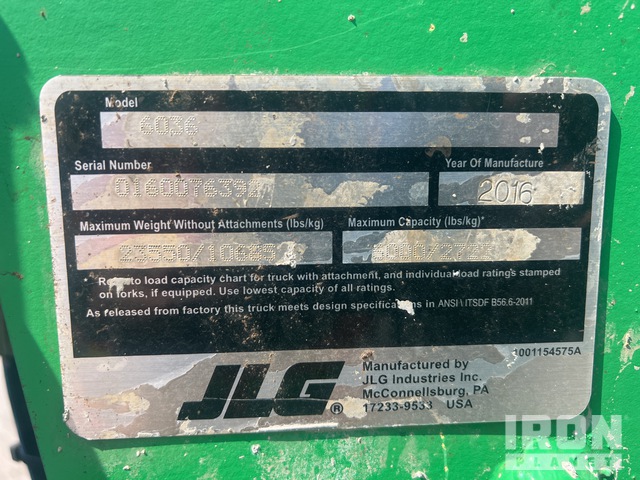 Model
6036
Serial Number Year Of Manufacture
2016
Maximum Weight Without Attachments (lbs/kg) Maximum Capacity (lbs/kg)*
to load capacity chart for truck with attachment, and individual load ratings stamped
on forks, if equipped. Use lowest capacity of all ratings.
As released from factory this truck meets design specifications in ANSI\ITSDF B56.6-2011
1001154575A
JLG®
Manufactured by
JLG Industries Inc.
McConnellsburg, PA
17233-9533 USA
IRON
PLANET